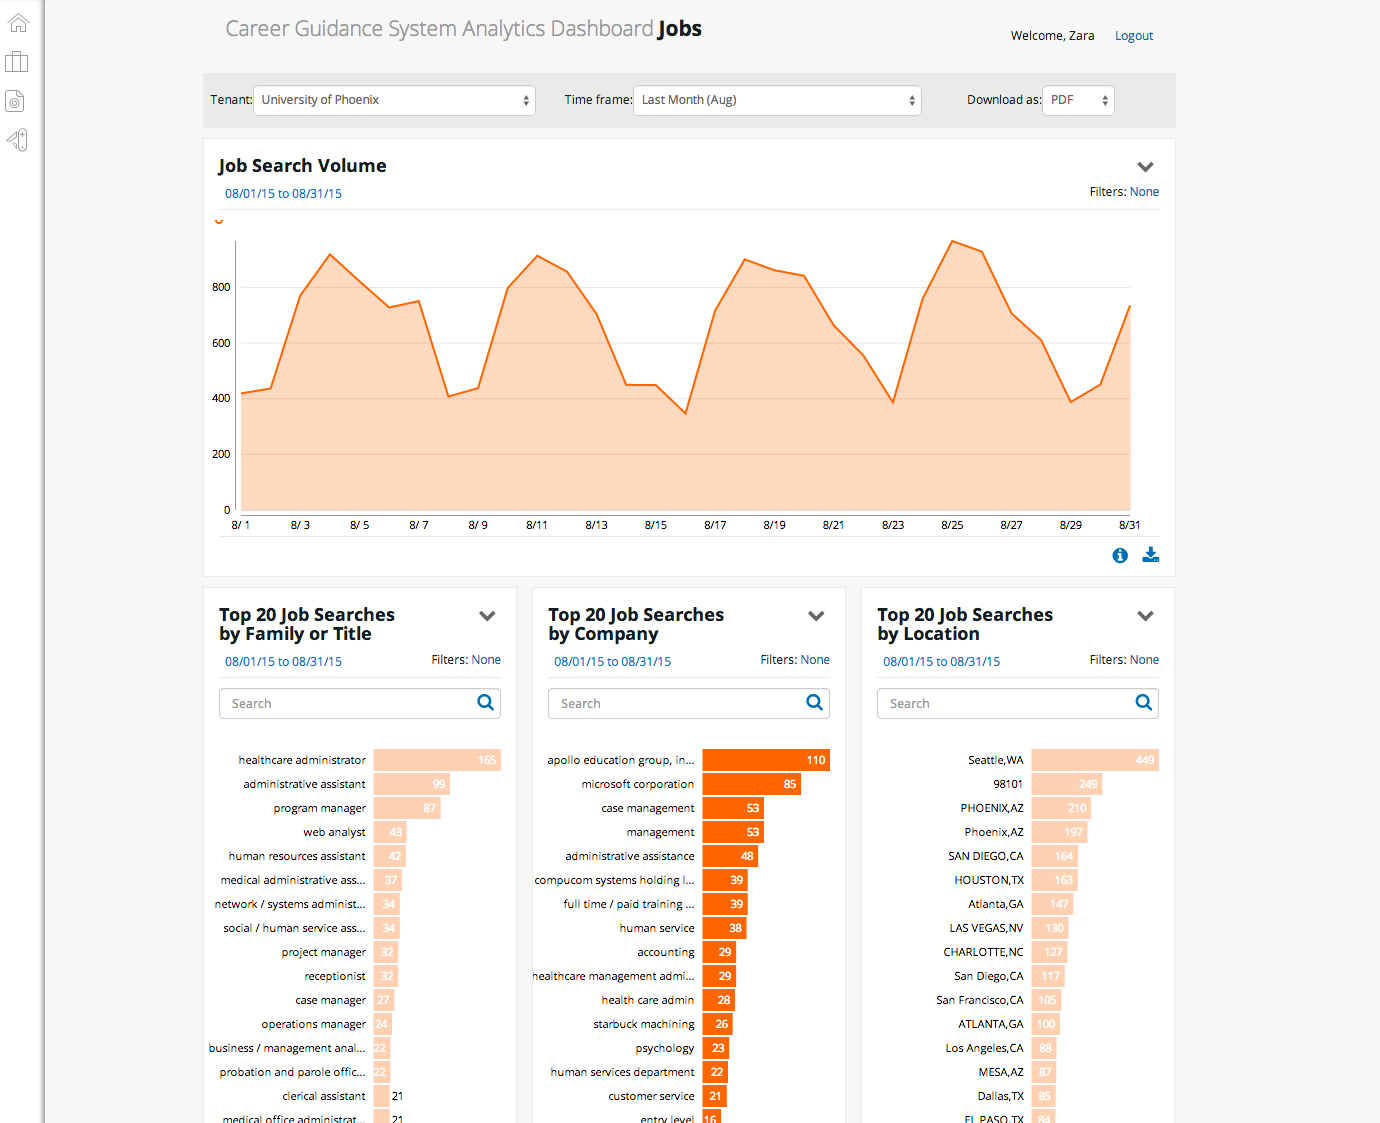 Career Guidance System Analytics Dashboard Jobs
Welcome, Zara Logout
Tenant: University of Phoenix Time frame: Last Month (Aug) Download as: PDF
Job Search Volume
08/01/15 to 08/31/15 Filters: None
800
600
400
200
0
8/ 1 8/ 3 8/ 5 8/ 7 8/ 9 8/11 8/13 8/15 8/17 8/19 8/21 8/23 8/25 8/27 8/29 8/31
Top 20 Job Searches
by Family or Title
08/01/15 to 08/31/15 Filters: None
Search
healthcare administrator 165
administrative assistant 99
program manager 87
web analyst 43
human resources assistant 42
medical administrative ass... 37
network / systems administ... 34
social / human service ass... 34
project manager 32
receptionist 32
case manager 27
operations manager 24
business / management anal... 22
probation and parole offic... 22
clerical assistant 21
medical office administrat... 21
Top 20 Job Searches
by Company
08/01/15 to 08/31/15 Filters: None
Search
apollo education group, in... 110
microsoft corporation 85
case management 53
management 53
administrative assistance 48
compucom systems holding l... 39
full time / paid training ... 39
human service 38
accounting 29
healthcare management admi... 29
health care admin 28
starbuck machining 26
psychology 23
human services department 22
customer service 21
entry level 16
Top 20 Job Searches
by Location
08/01/15 to 08/31/15 Filters: None
Search
Seattle,WA 449
98101 249
PHOENIX,AZ 210
Phoenix,AZ 197
SAN DIEGO,CA 164
HOUSTON,TX 163
Atlanta,GA 147
LAS VEGAS,NV 130
CHARLOTTE,NC 127
San Diego,CA 117
San Francisco,CA 105
ATLANTA,GA 100
Los Angeles,CA 88
MESA,AZ 87
Dallas,TX 85
EL PASO,TX 84